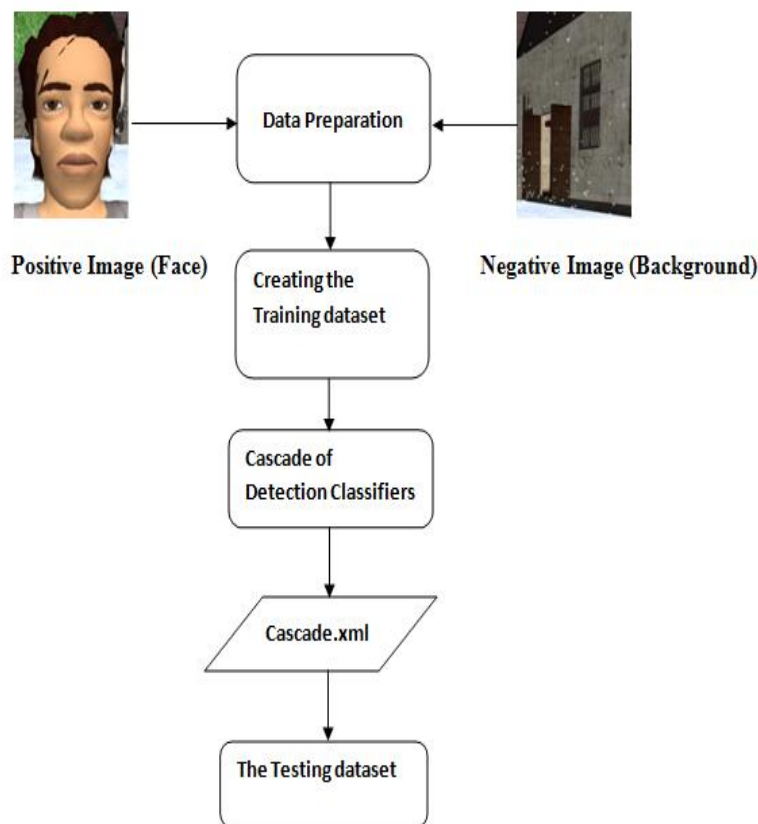 Data Preparation
Positive Image (Face)
Negative Image (Background)
Creating the
Training dataset
Cascade of
Detection Classifiers
Cascade.xml
The Testing dataset